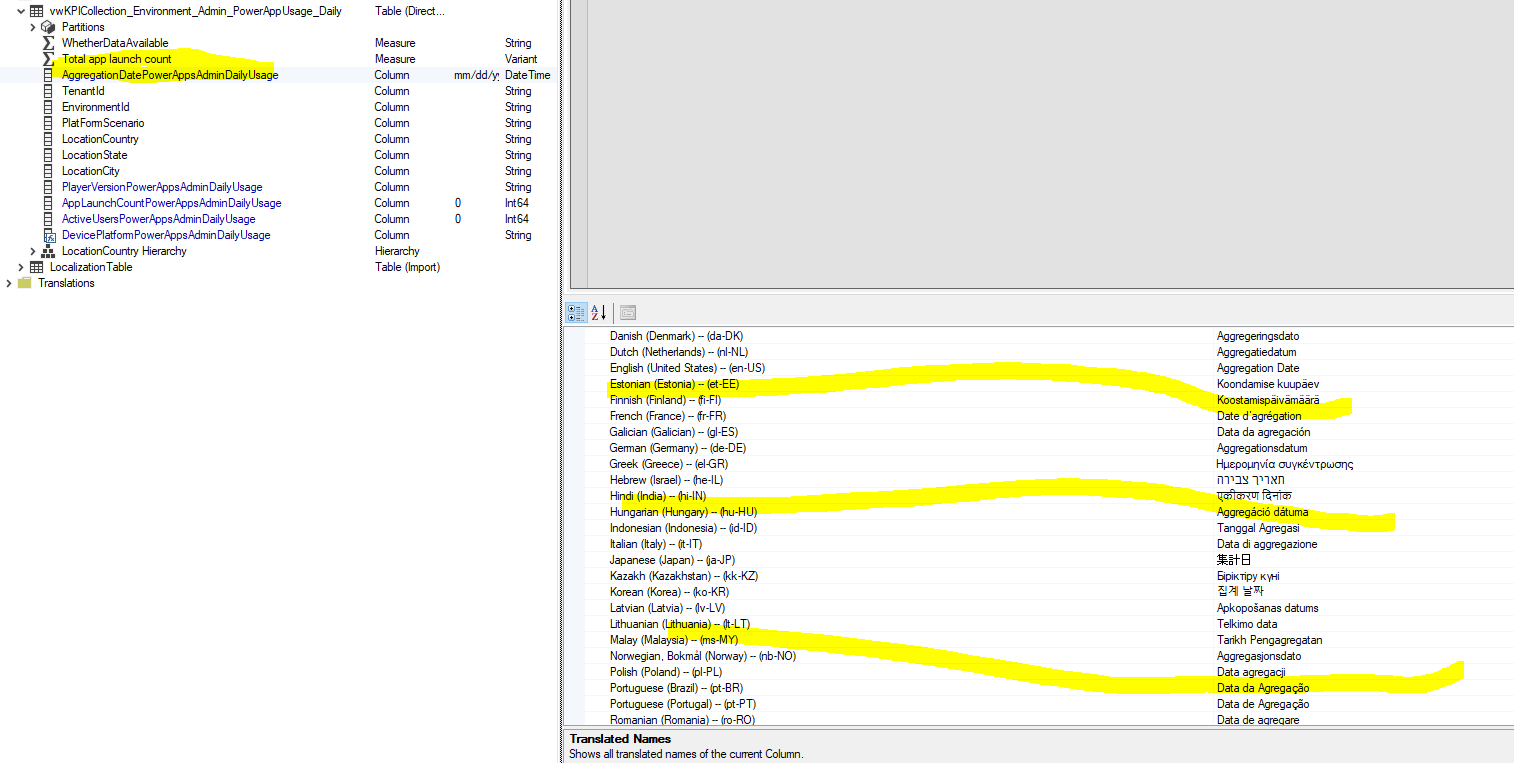 vwKPICollection_Environment_Admin_PowerAppUsage_Daily Table (Direct...
Partitions
WhetherDataAvailable Measure String
Total app launch count Measure Variant
AggregationDatePowerAppsAdminDailyUsage Column mm/dd/yy DateTime
TenantId Column String
EnvironmentId Column String
PlatFormScenario Column String
LocationCountry Column String
LocationState Column String
LocationCity Column String
PlayerVersionPowerAppsAdminDailyUsage Column String
AppLaunchCountPowerAppsAdminDailyUsage Column 0 Int64
ActiveUsersPowerAppsAdminDailyUsage Column 0 Int64
DevicePlatformPowerAppsAdminDailyUsage Column String
LocationCountry Hierarchy Hierarchy
LocalizationTable Table (Import)
Translations
Danish (Denmark) -- (da-DK) Aggregeringsdato
Dutch (Netherlands) -- (nl-NL) Aggregatiedatum
English (United States) -- (en-US) Aggregation Date
Estonian (Estonia) -- (et-EE) Koondamise kuupäev
Finnish (Finland) -- (fi-FI) Koostamispäivämäärä
French (France) -- (fr-FR) Date d'agrégation
Galician (Galician) -- (gl-ES) Data da agregación
German (Germany) -- (de-DE) Aggregationsdatum
Greek (Greece) -- (el-GR) Ημερομηνία συγκέντρωσης
Hebrew (Israel) -- (he-IL) תאריך צבירה
Hindi (India) -- (hi-IN) एकीकरण दिनांक
Hungarian (Hungary) -- (hu-HU) Aggregáció dátuma
Indonesian (Indonesia) -- (id-ID) Tanggal Agregasi
Italian (Italy) -- (it-IT) Data di aggregazione
Japanese (Japan) -- (ja-JP) 集計日
Kazakh (Kazakhstan) -- (kk-KZ) Біріктіру күні
Korean (Korea) -- (ko-KR) 집계 날짜
Latvian (Latvia) -- (lv-LV) Apkopošanas datums
Lithuanian (Lithuania) -- (lt-LT) Telkimo data
Malay (Malaysia) -- (ms-MY) Tarikh Pengagregatan
Norwegian, Bokmål (Norway) -- (nb-NO) Aggregasjonsdato
Polish (Poland) -- (pl-PL) Data agregacji
Portuguese (Brazil) -- (pt-BR) Data da Agregação
Portuguese (Portugal) -- (pt-PT) Data de Agregação
Romanian (Romania) -- (ro-RO) Data de agregare
Translated Names
Shows all translated names of the current Column.